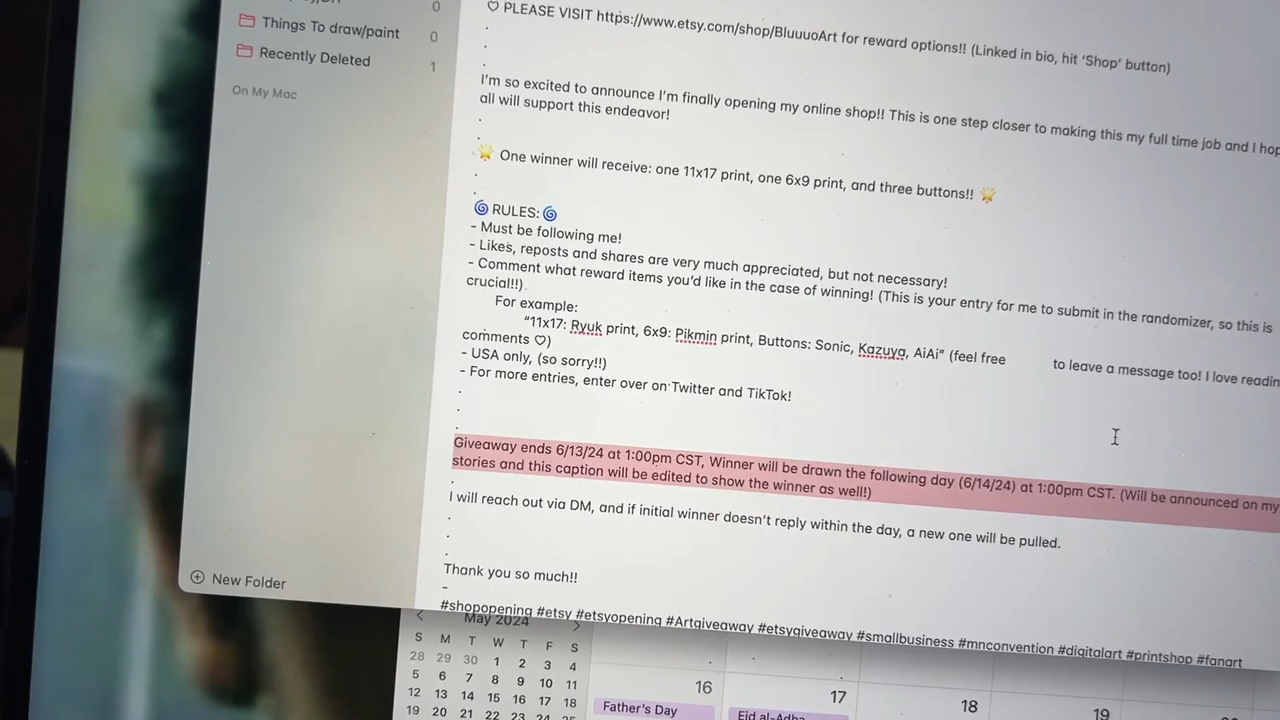 0
♡ PLEASE VISIT https://www.etsy.com/shop/BluuuoArt for reward options!! (Linked in bio, hit 'Shop' button)
Things To draw/paint 0
Recently Deleted 1
On My Mac
.
.
.
I'm so excited to announce I'm finally opening my online shop!! This is one step closer to making this my full time job and I
all will support this endeavor!
.
.
🌟 One winner will receive: one 11x17 print, one 6x9 print, and three buttons!! 🌟
.
.
🌀 RULES:🌀
- Must be following me!
- Likes, reposts and shares are very much appreciated, but not necessary!
- Comment what reward items you'd like in the case of winning! (This is your entry for me to submit in the randomizer, so this is
crucial!!)
For example:
"11x17: Ryuk print, 6x9: Pikmin print, Buttons: Sonic, Kazuya, AiAi" (feel free to leave a message too! I love
comments ♡)
- USA only, (so sorry!!)
- For more entries, enter over on Twitter and TikTok!
.
.
.
Giveaway ends 6/13/24 at 1:00pm CST, Winner will be drawn the following day (6/14/24) at 1:00pm CST. (Will be announced on my
stories and this caption will be edited to show the winner as well!)
.
I will reach out via DM, and if initial winner doesn't reply within the day, a new one will be pulled.
.
.
.
Thank you so much!!
-
#shopopening #etsy #etsyopening #Artgiveaway #etsygiveaway #smallbusiness #mnconvention #digitalart #printshop #fanart
New Folder
May 2024
S M T W T F S
28 29 30 1 2 3 4
5 6 7 8 9 10 11
12 13 14 15 16 17 18
19 20 21 22 23 24
16 17 18 19
Father's Day
Eid al-Adha